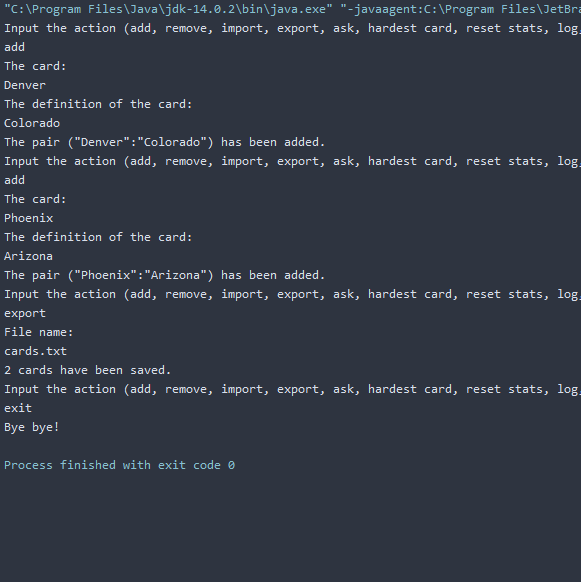 "C:\Program Files\Java\jdk-14.0.2\bin\java.exe" "-javaagent:C:\Program Files\JetBra
Input the action (add, remove, import, export, ask, hardest card, reset stats, log,
add
The card:
Denver
The definition of the card:
Colorado
The pair ("Denver":"Colorado") has been added.
Input the action (add, remove, import, export, ask, hardest card, reset stats, log,
add
The card:
Phoenix
The definition of the card:
Arizona
The pair ("Phoenix":"Arizona") has been added.
Input the action (add, remove, import, export, ask, hardest card, reset stats, log,
export
File name:
cards.txt
2 cards have been saved.
Input the action (add, remove, import, export, ask, hardest card, reset stats, log,
exit
Bye bye!
Process finished with exit code 0